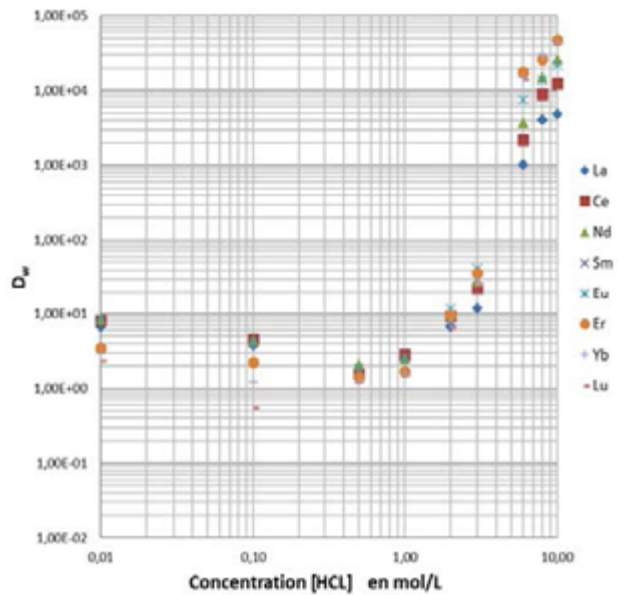 1,00E+05
1,00E+04
1,00E+03
1,00E+02
1,00E+01
1,00E+00
1,00E-01
1,00E-02
Dw
0,01 0,10 1,00 10,00
Concentration [HCL] en mol/L
La
Ce
Nd
Sm
Eu
Er
Yb
Lu